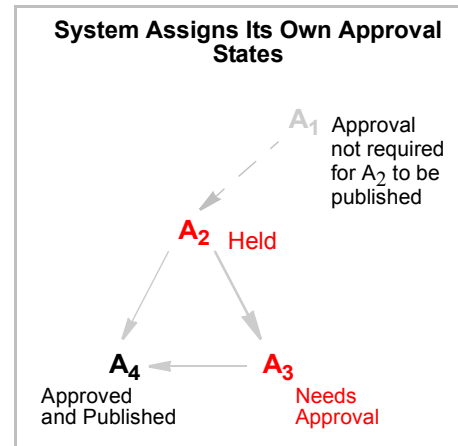 System Assigns Its Own Approval
States
A1 Approval
not required
for A2 to be
published
A2 Held
A4
A3
Approved
and Published
Needs
Approval